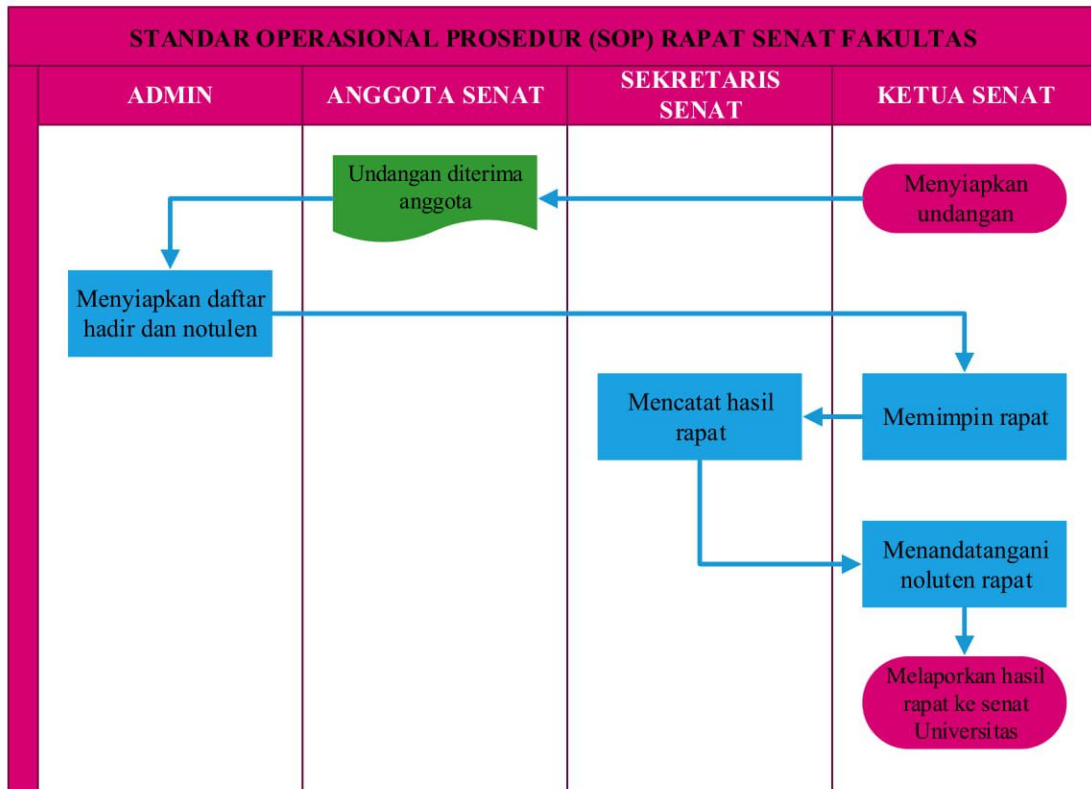 STANDAR OPERASIONAL PROSEDUR (SOP) RAPAT SENAT FAKULTAS
ADMIN
ANGGOTA SENAT
SEKRETARIS
SENAT
KETUA SENAT
Undangan diterima
anggota
Menyiapkan
undangan
Menyiapkan daftar
hadir dan notulen
Mencatat hasil
rapat
Memimpin rapat
Menandatangani
noluten rapat
Melaporkan hasil
rapat ke senat
Universitas